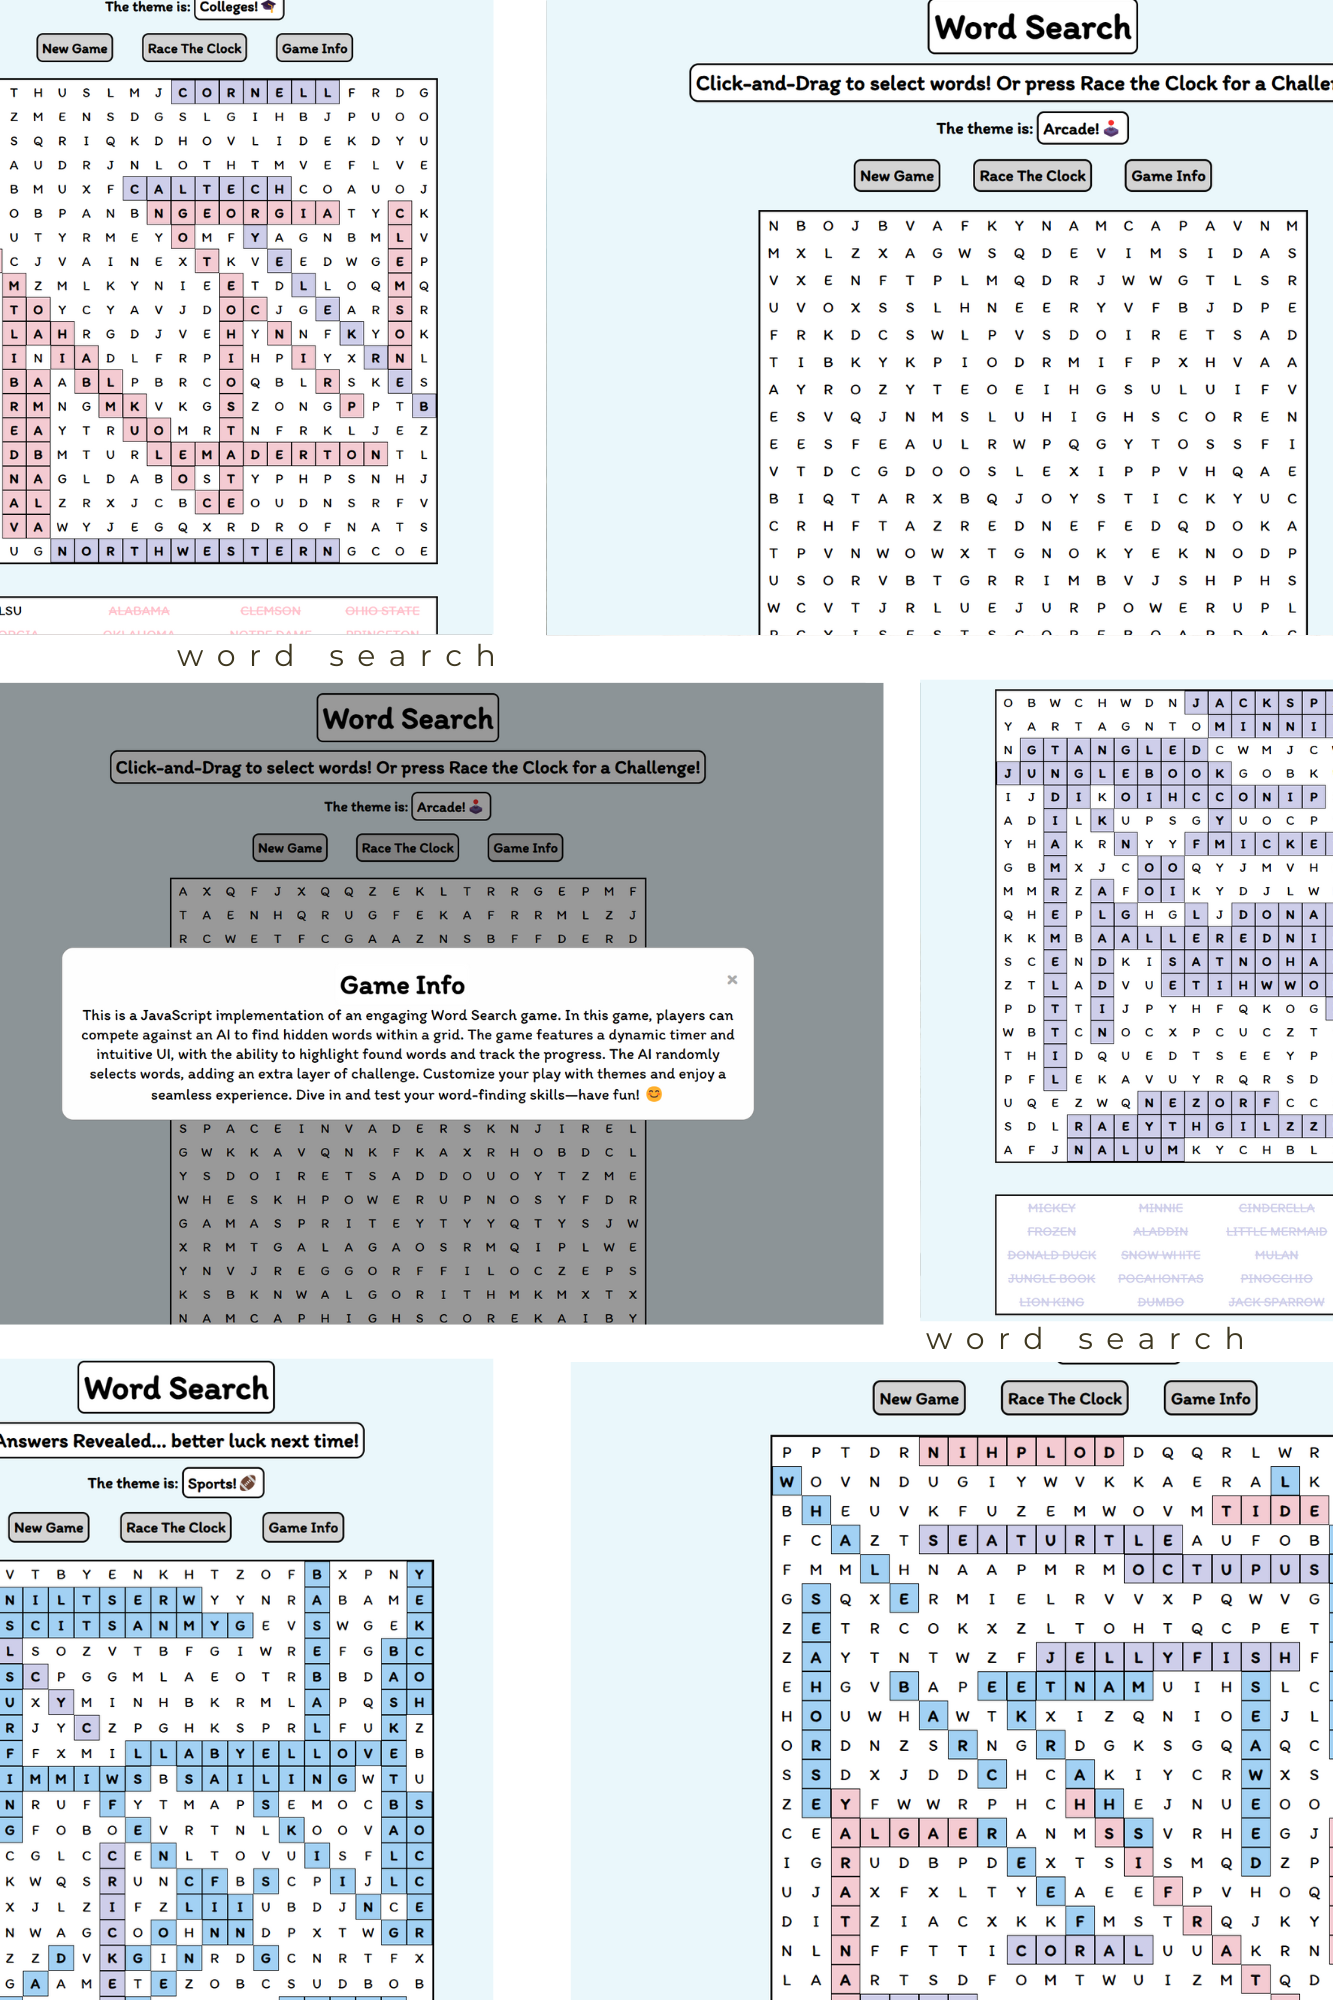 The theme is: Colleges! 🎓
New Game Race The Clock Game Info
T H U S L M J C O R N E L L F R D G
Z M E N S D G S L G I H B J P U O O
S Q R I Q K D H O V L I D E K D Y U
A U D R J N L O T H T M V E F L V E
B M U X F C A L T E C H C O A U O J
O B P A N B N G E O R G I A T Y C K
U T Y R M E Y O M F Y A G N B M L V
C J V A I N E X T K V E E D W G E P
M Z M L K Y N I E E T D L L O Q M Q
T O Y C Y A V J D O C J G E A R S R
L A H R G D J V E H Y N N F K Y O K
I N I A D L F R P I H P I Y X R N L
B A A B L P B R C O Q B L R S K E S
R M N G M K V K G S Z O N G P P T B
E A Y T R U O M R T N F R K L J E Z
D B M T U R L E M A D E R T O N T L
N A G L D A B O S T Y P H P S N H J
A L Z R X J C B C E O U D N S R F V
V A W Y J E G Q X R D R O F N A T S
U G N O R T H W E S T E R N G C O E
LSU ALABAMA CLEMSON OHIO STATE
OKLAHOMA NOTRE DAME PRINCETON
word search
Word Search
Click-and-Drag to select words! Or press Race the Clock for a Challe
The theme is: Arcade! 🕹️
New Game Race The Clock Game Info
N B O J B V A F K Y N A M C A P A V N M
M X L Z X A G W S Q D E V I M S I D A S
V X E N F T P L M Q D R J W W G T L S R
U V O X S S L H N E E R Y V F B J D P E
F R K D C S W L P V S D O I R E T S A D
T I B K Y K P I O D R M I F P X H V A A
A Y R O Z Y T E O E I H G S U L U I F V
E S V Q J N M S L U H I G H S C O R E N
E E S F E A U L R W P Q G Y T O S S F I
V T D C G D O O S L E X I P P V H Q A E
B I Q T A R X B Q J O Y S T I C K Y U C
C R H F T A Z R E D N E F E D Q D O K A
T P V N W O W X T G N O K Y E K N O D P
U S O R V B T G R R I M B V J S H P H S
W C V T J R L U E J U R P O W E R U P L
Word Search
Click-and-Drag to select words! Or press Race the Clock for a Challenge!
The theme is: Arcade! 🕹️
New Game Race The Clock Game Info
A X Q F J X Q Q Z E K L T R R G E P M F
T A E N H Q R U G F E K A F R R M L Z J
R C W E T F C G A A Z N S B F F D E R D
Game Info ×
This is a JavaScript implementation of an engaging Word Search game. In this game, players can
compete against an AI to find hidden words within a grid. The game features a dynamic timer and
intuitive UI, with the ability to highlight found words and track the progress. The AI randomly
selects words, adding an extra layer of challenge. Customize your play with themes and enjoy a
seamless experience. Dive in and test your word-finding skills—have fun! 😊
S P A C E I N V A D E R S K N J I R E L
G W K K A V Q N K F K A X R H O B D C L
Y S D O I R E T S A D D O U O Y T Z M E
W H E S K H P O W E R U P N O S Y F D R
G A M A S P R I T E Y T Y Y Q T Y S J W
X R M T G A L A G A O S R M Q I P L W E
Y N V J R E G G O R F F I L O C Z E P S
K S B K N W A L G O R I T H M K M X T X
N A M C A P H I G H S C O R E K A I B Y
O B W C H W D N J A C K S P
Y A R T A G N T O M I N N I
N G T A N G L E D C W M J C
J U N G L E B O O K G O B K
I J D I K O I H C C O N I P
A D I L K U P S G Y U O C P
Y H A K R N Y Y F M I C K E
G B M X J C O O Q Y J M V H
M M R Z A F O I K Y D J L W
Q H E P L G H G L J D O N A
K K M B A A L L E R E D N I
S C E N D K I S A T N O H A
Z T L A D V U E T I H W W O
P D T T I J P Y H F Q K O G
W B T C N O C X P C U C Z T
T H I D Q U E D T S E E Y P
P F L E K A V U Y R Q R S D
U Q E Z W Q N E Z O R F C C
S D L R A E Y T H G I L Z Z
A F J N A L U M K Y C H B L
MICKEY MINNIE CINDERELLA
FROZEN ALADDIN LITTLE MERMAID
DONALD DUCK SNOW WHITE MULAN
JUNGLE BOOK POCAHONTAS PINOCCHIO
LION KING DUMBO JACK SPARROW
word search
Word Search
Answers Revealed... better luck next time!
The theme is: Sports! 🏈
New Game Race The Clock Game Info
V T B Y E N K H T Z O F B X P N Y
N I L T S E R W Y Y N R A B A M E
S C I T S A N M Y G E V S W G E K
L S O Z V T B F G I W R E F G B C
S C P G G M L A E O T R B B D A O
U X Y M I N H B K R M L A P Q S H
R J Y C Z P G H K S P R L F U K Z
F F X M I L L A B Y E L L O V E B
I M M I W S B S A I L I N G W T U
N R U F F Y T M A P S E M O C B S
G F O B O E V R T N L K O O V A O
C G L C C E N L T O V U I S F L C
K W Q S R U N C F B S C P I J L C
X J L Z I F Z L I I U B D J N C E
N W A G C O O H N N D P X T W G R
Z Z D V K G I N R D G C N R T F X
G A A M E T E Z O B C S U D B O B
New Game Race The Clock Game Info
P P T D R N I H P L O D D Q Q R L W R
W O V N D U G I Y W V K K A E R A L K
B H E U V K F U Z E M W O V M T I D E
F C A Z T S E A T U R T L E A U F O B
F M M L H N A A P M R M O C T U P U S
G S Q X E R M I E L R V V X P Q W V G
Z E T R C O K X Z L T O H T Q C P E T
Z A Y T N T W Z F J E L L Y F I S H F
E H G V B A P E E T N A M U I H S L C
H O U W H A W T K X I Z Q N I O E J L
O R D N Z S R N G R D G K S G Q A Q C
S S D X J D D C H C A K I Y C R W X S
Z E Y F W W R P H C H H E J N U E O O
C E A L G A E R A N M S S V R H E G J
I G R U D B P D E X T S I S M Q D Z P
U J A X F X L T Y E A E E F P V H O Q
D I T Z I A C X K K F M S T R Q J K Y
N L N F F T T I C O R A L U U A K R N
L A A R T S D F O M T W U I Z M T Q D